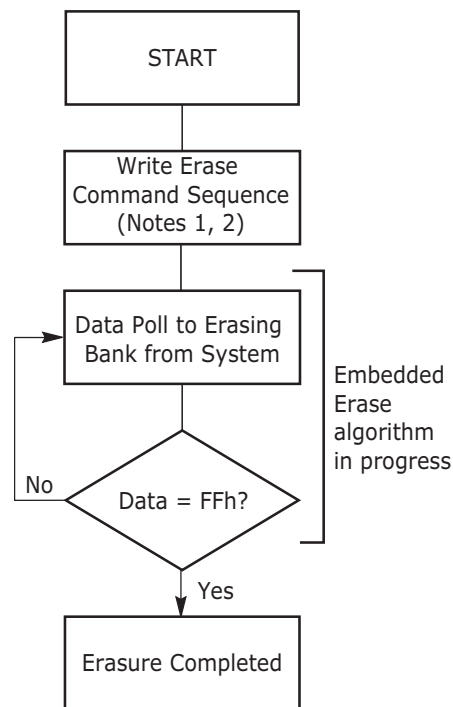 START
Write Erase
Command Sequence
(Notes 1, 2)
Data Poll to Erasing
Bank from System
Embedded
Erase
algorithm
in progress
No
Data = FFh?
Yes
Erasure Completed